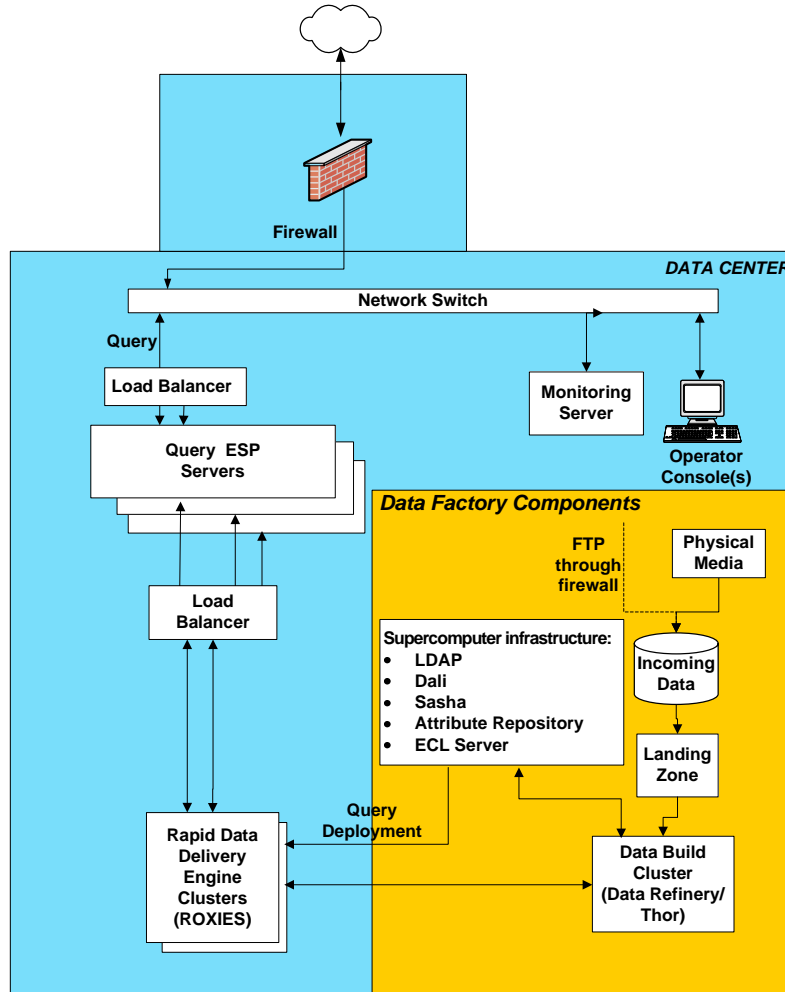 Firewall
DATA CENTER
Network Switch
Query
Load Balancer
Monitoring
Server
Operator
Console(s)
Query ESP
Servers
Data Factory Components
FTP
through
firewall
Physical
Media
Load
Balancer
Supercomputer infrastructure:
• LDAP
• Dali
• Sasha
• Attribute Repository
• ECL Server
Incoming
Data
Landing
Zone
Query
Deployment
Rapid Data
Delivery
Engine
Clusters
(ROXIES)
Data Build
Cluster
(Data Refinery/
Thor)